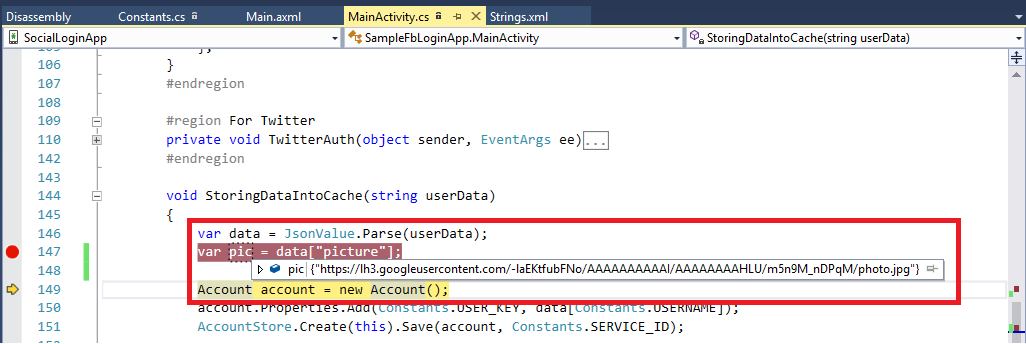 Disassembly Constants.cs Main.axml MainActivity.cs Strings.xml
SocialLoginApp SampleFbLoginApp.MainActivity StoringDataIntoCache(string userData)
105 };
106 }
107 #endregion
108
109 #region For Twitter
110 private void TwitterAuth(object sender, EventArgs ee)...
142 #endregion
143
144 void StoringDataIntoCache(string userData)
145 {
146 var data = JsonValue.Parse(userData);
147 var pic = data["picture"];
148 pic {"https://lh3.googleusercontent.com/-IaEKtfubFNo/AAAAAAAAAAI/AAAAAAAAHLU/m5n9M_nDPqM/photo.jpg"}
149 Account account = new Account();
150 account.Properties.Add(Constants.USER_KEY, data[Constants.USERNAME]);
151 AccountStore.Create(this).Save(account, Constants.SERVICE_ID);